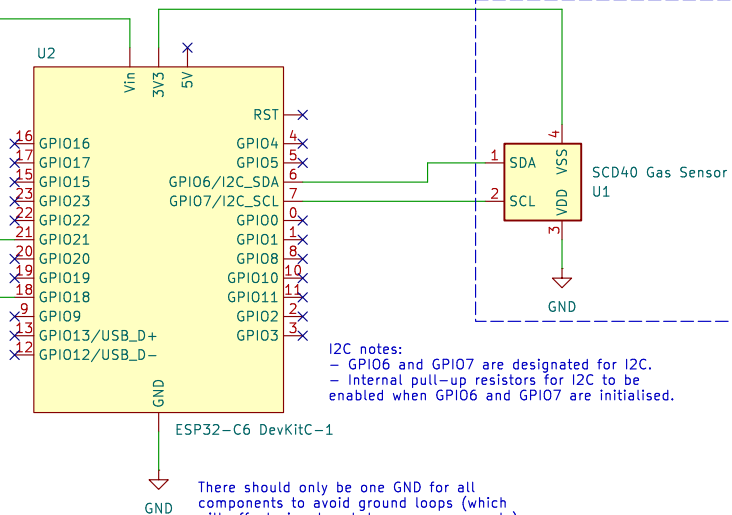 U2
Vin
3V3
5V
RST
16 GPIO16
17 GPIO17
15 GPIO15
23 GPIO23
22 GPIO22
21 GPIO21
20 GPIO20
19 GPIO19
18 GPIO18
9 GPIO9
13 GPIO13/USB_D+
12 GPIO12/USB_D-
GPIO4 4
GPIO5 5
GPIO6/I2C_SDA 6
GPIO7/I2C_SCL 7
GPIO0 0
GPIO1 1
GPIO8 8
GPIO10 10
GPIO11 11
GPIO2 2
GPIO3 3
GND
ESP32-C6 DevKitC-1
GND
4
VSS
1 SDA
2 SCL
VDD
3
SCD40 Gas Sensor
U1
GND
I2C notes:
- GPIO6 and GPIO7 are designated for I2C.
- Internal pull-up resistors for I2C to be
enabled when GPIO6 and GPIO7 are initialised.
There should only be one GND for all
components to avoid ground loops (which